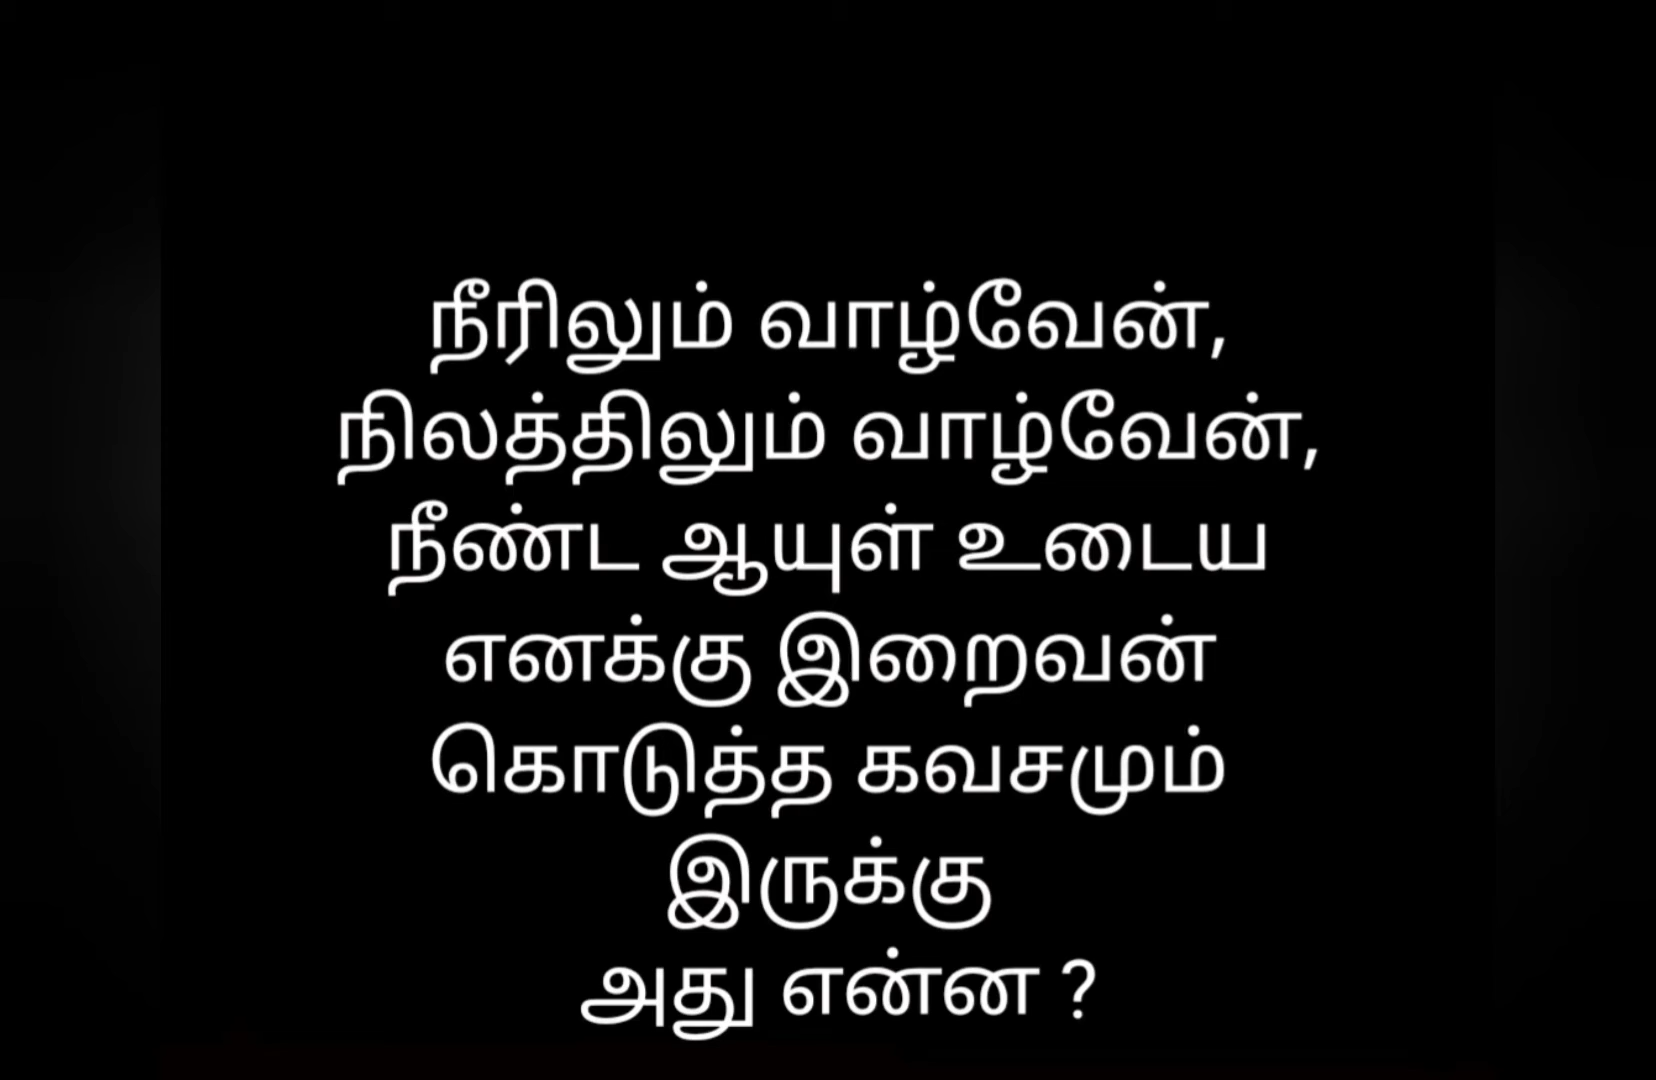 நீரிலும் வாழ்வேன்,
நிலத்திலும் வாழ்வேன்,
நீண்ட ஆயுள் உடைய
எனக்கு இறைவன்
கொடுத்த கவசமும்
இருக்கு
அது என்ன ?